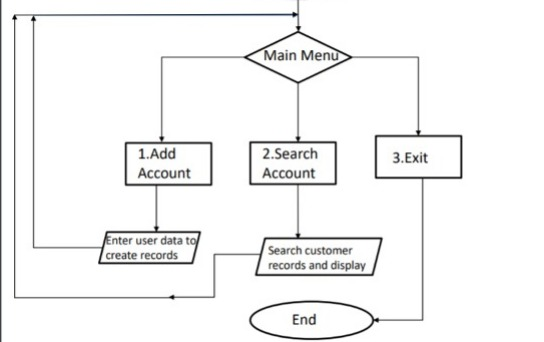 Main Menu
1.Add
Account
2.Search
Account
3.Exit
Enter user data to
create records
Search customer
records and display
End